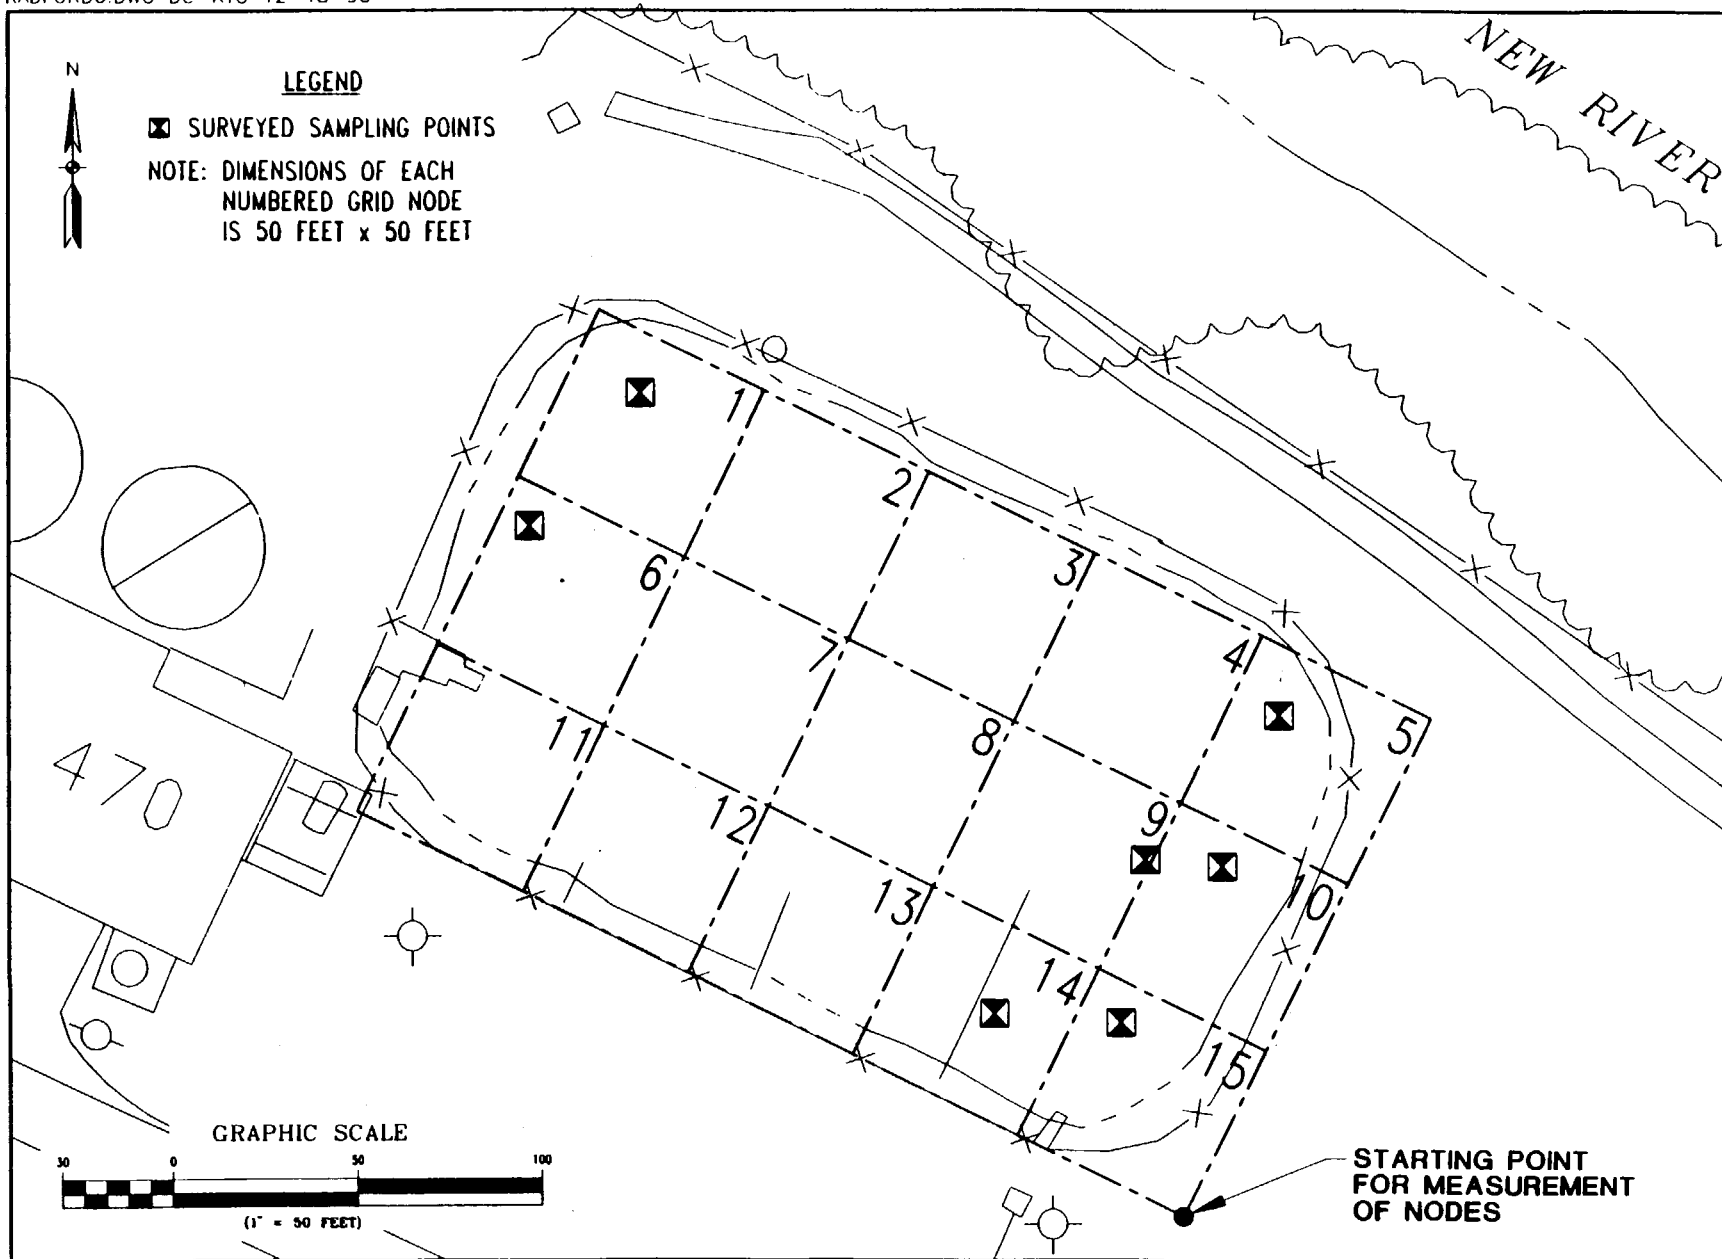 N
LEGEND
SURVEYED SAMPLING POINTS
NOTE: DIMENSIONS OF EACH
NUMBERED GRID NODE
IS 50 FEET x 50 FEET
NEW RIVER
1
2
3
4
5
6
7
8
9
10
11
12
13
14
15
470
GRAPHIC SCALE
30 0 50 100
(1" = 50 FEET)
STARTING POINT
FOR MEASUREMENT
OF NODES